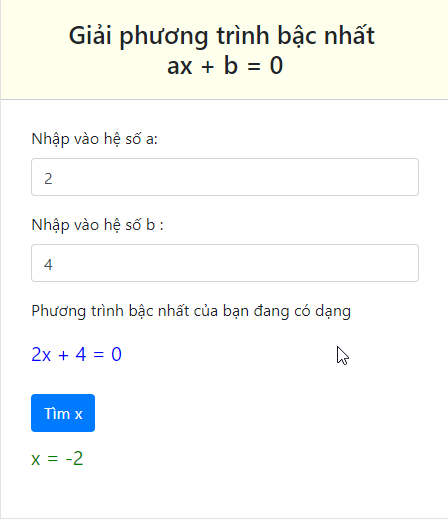 Giải phương trình bậc nhất
ax + b = 0
Nhập vào hệ số a:
2
Nhập vào hệ số b :
4
Phương trình bậc nhất của bạn đang có dạng
2x + 4 = 0
Tìm x
x = -2